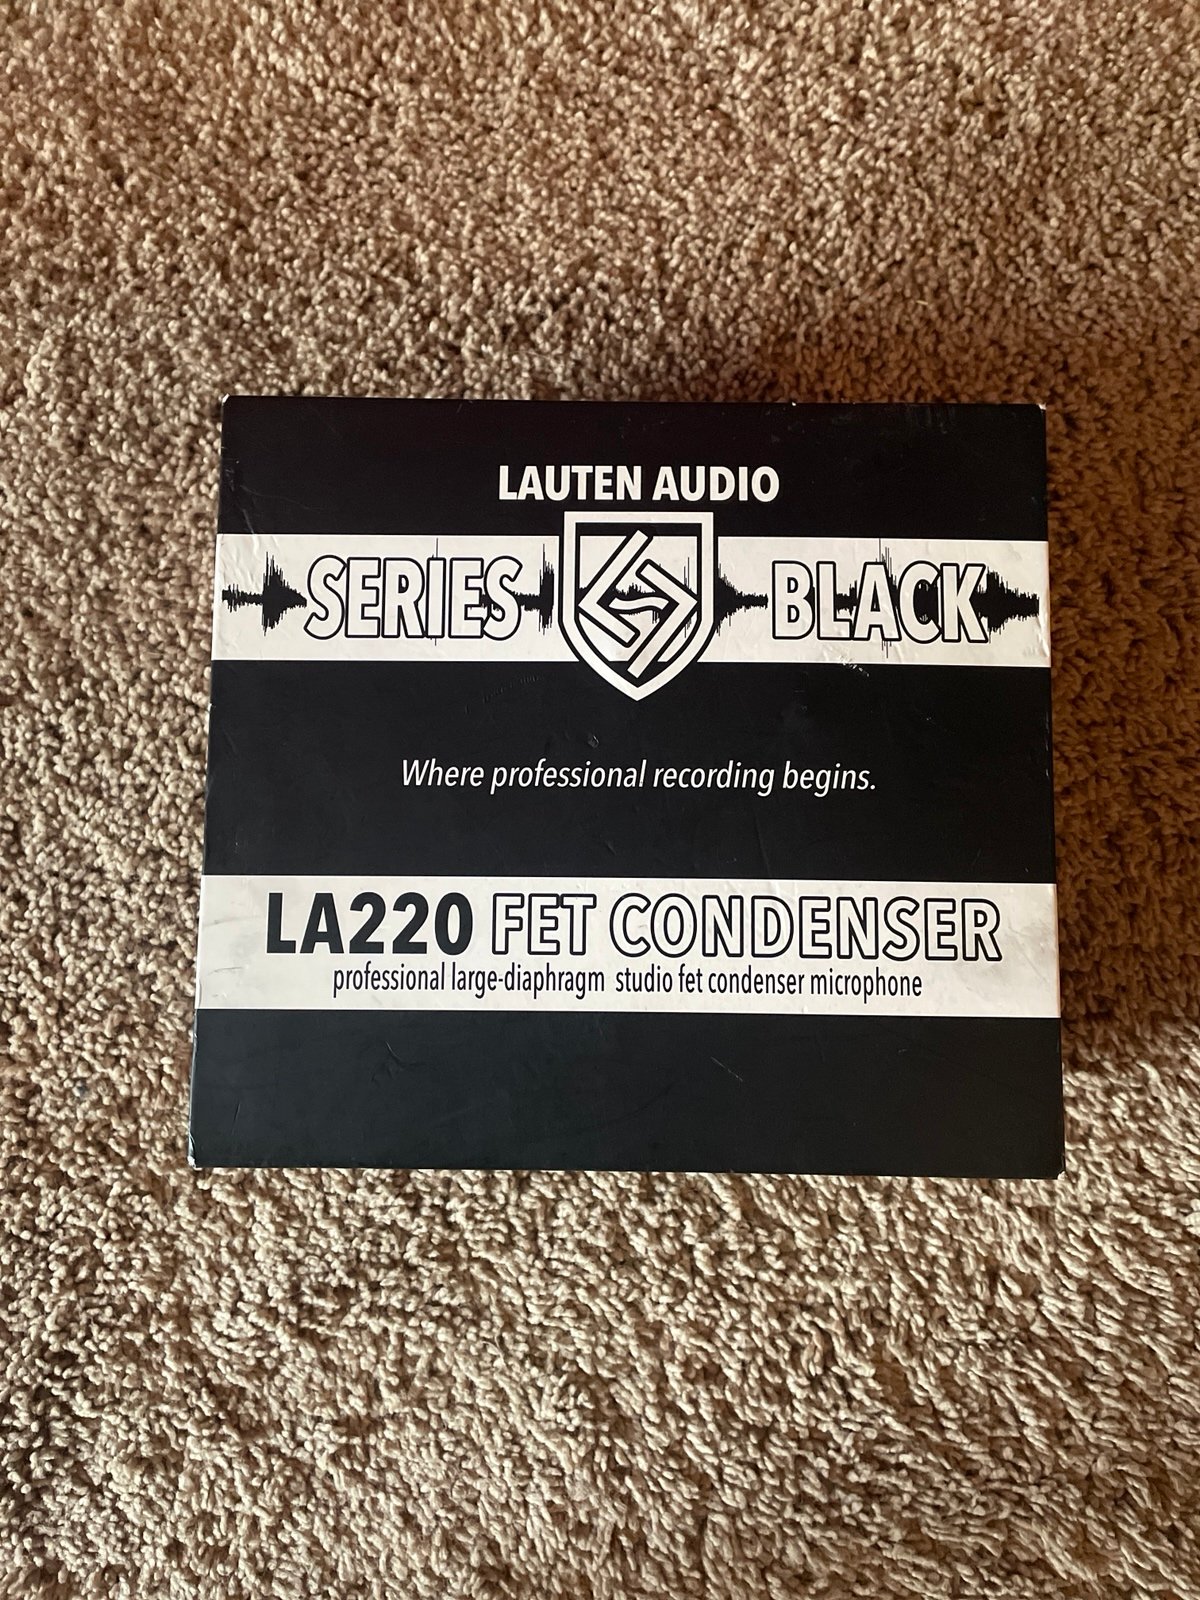 LAUTEN AUDIO
SERIES BLACK
Where professional recording begins.
LA220 FET CONDENSER
professional large-diaphragm studio fet condenser microphone